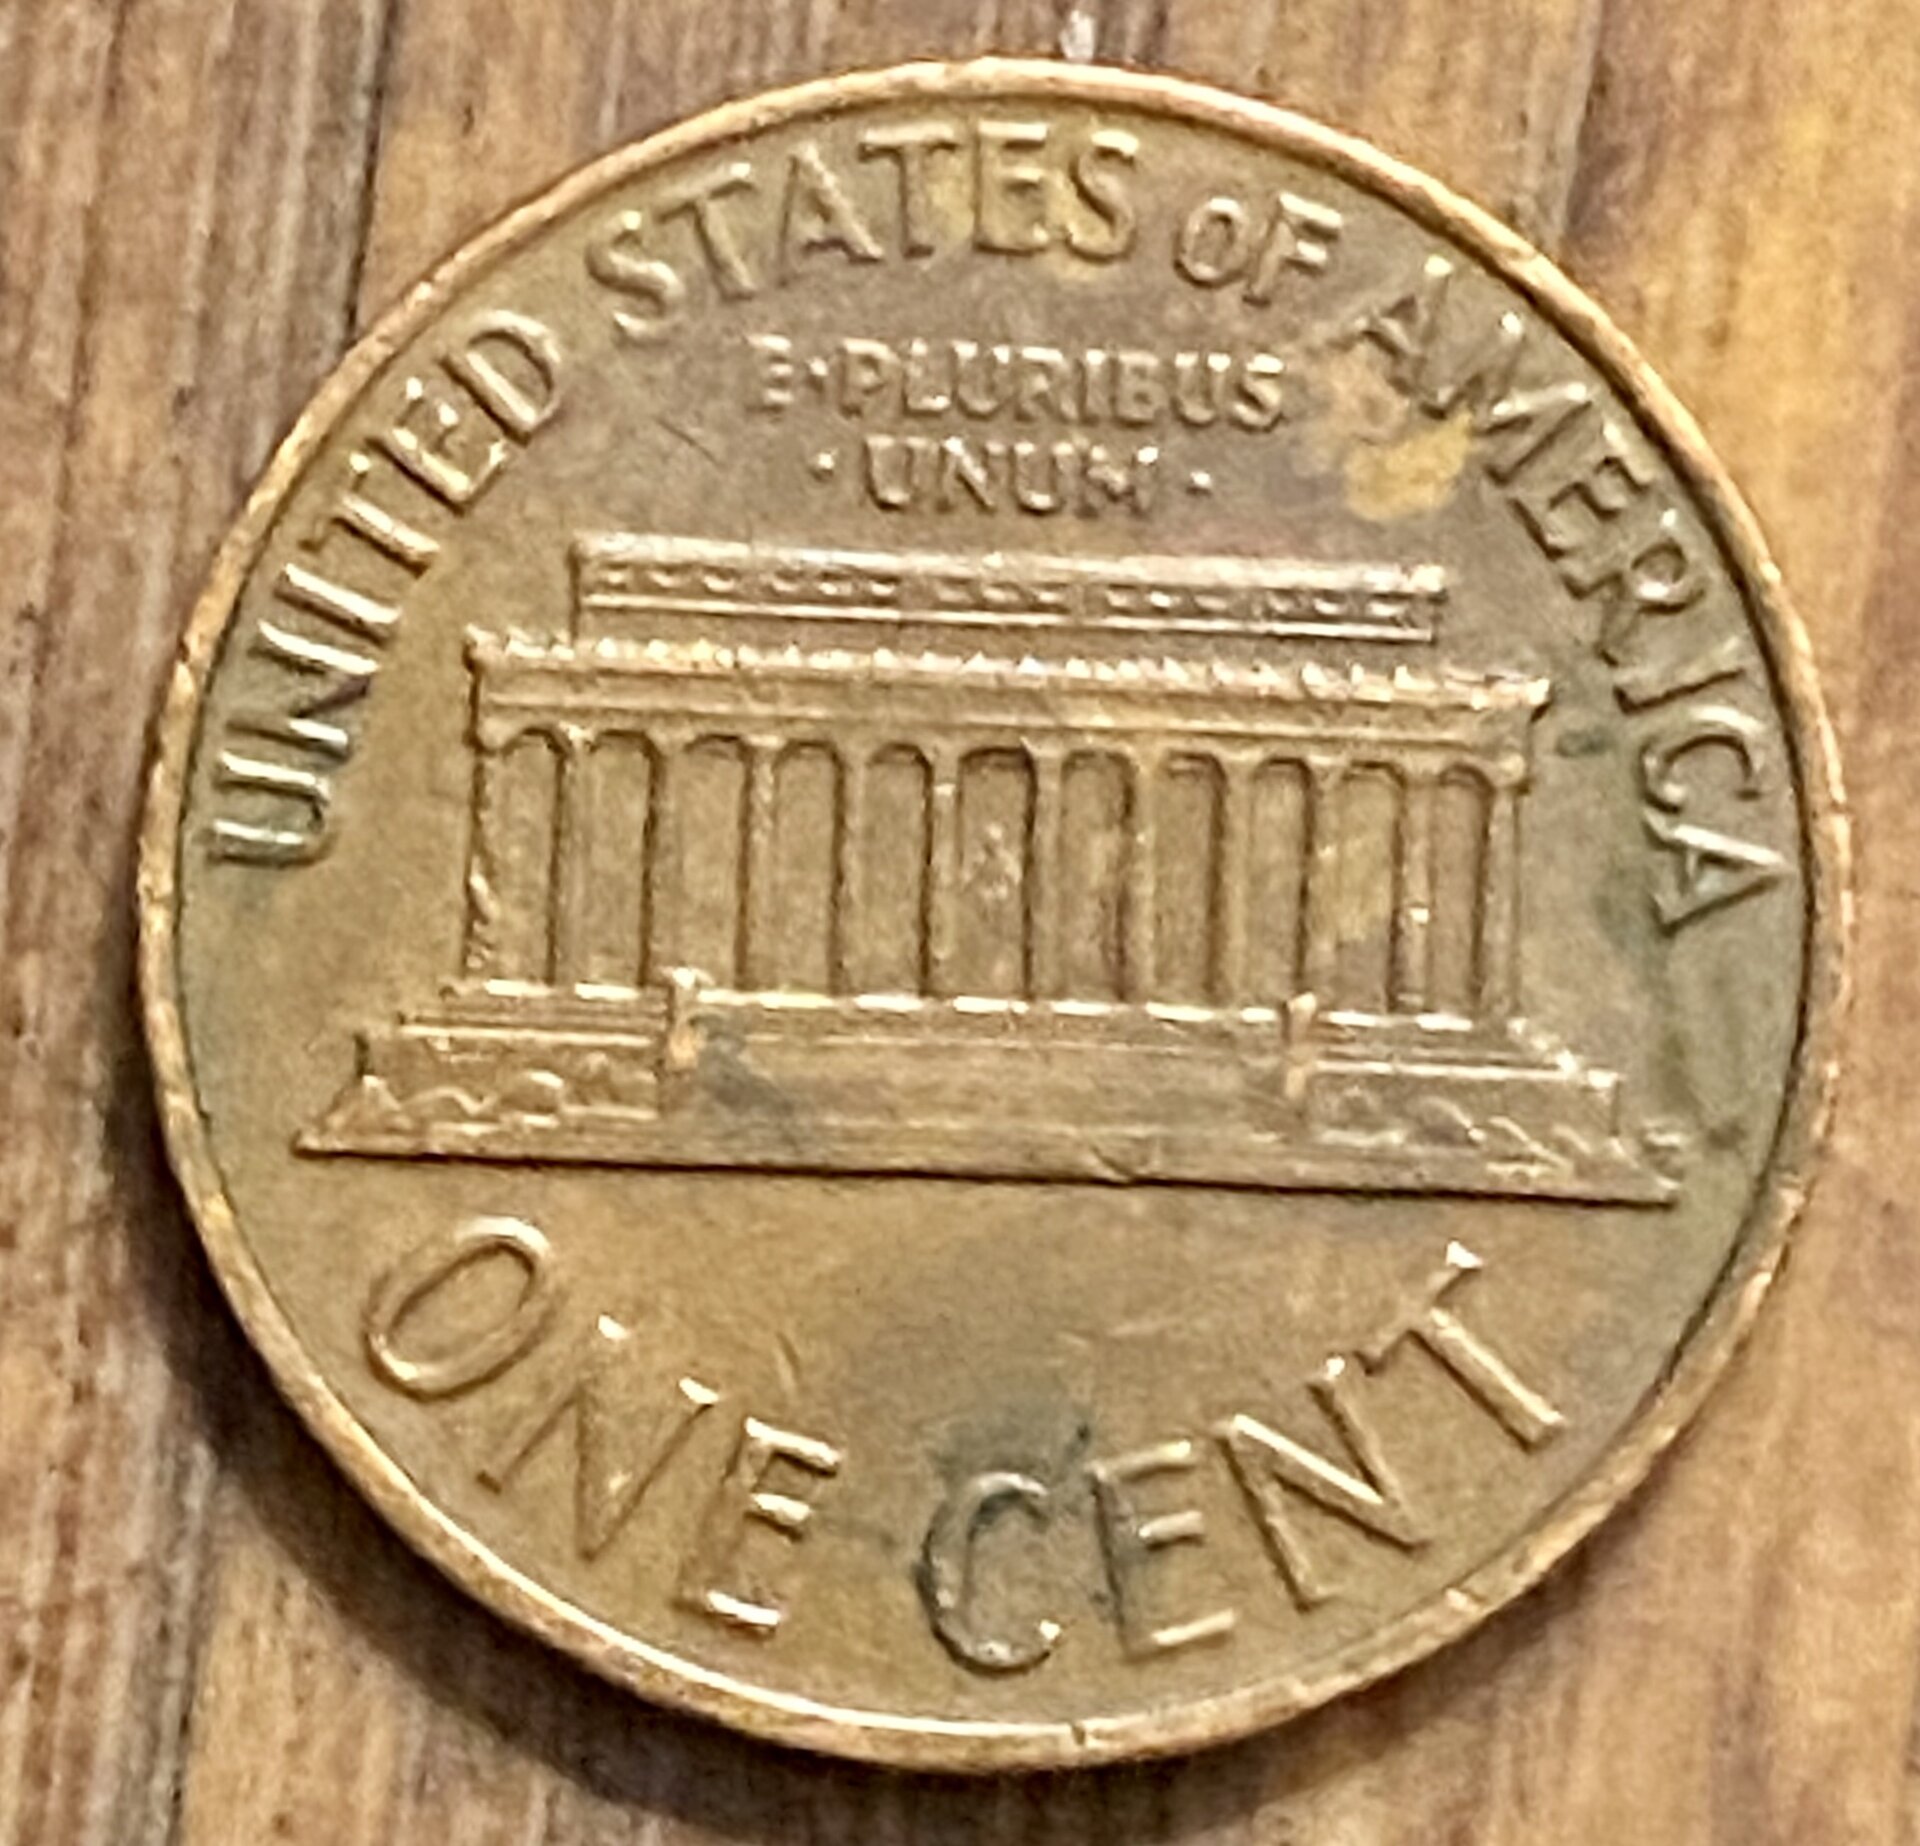 UNITED STATES OF AMERICA
E·PLURIBUS
·UNUM·
ONE CENT